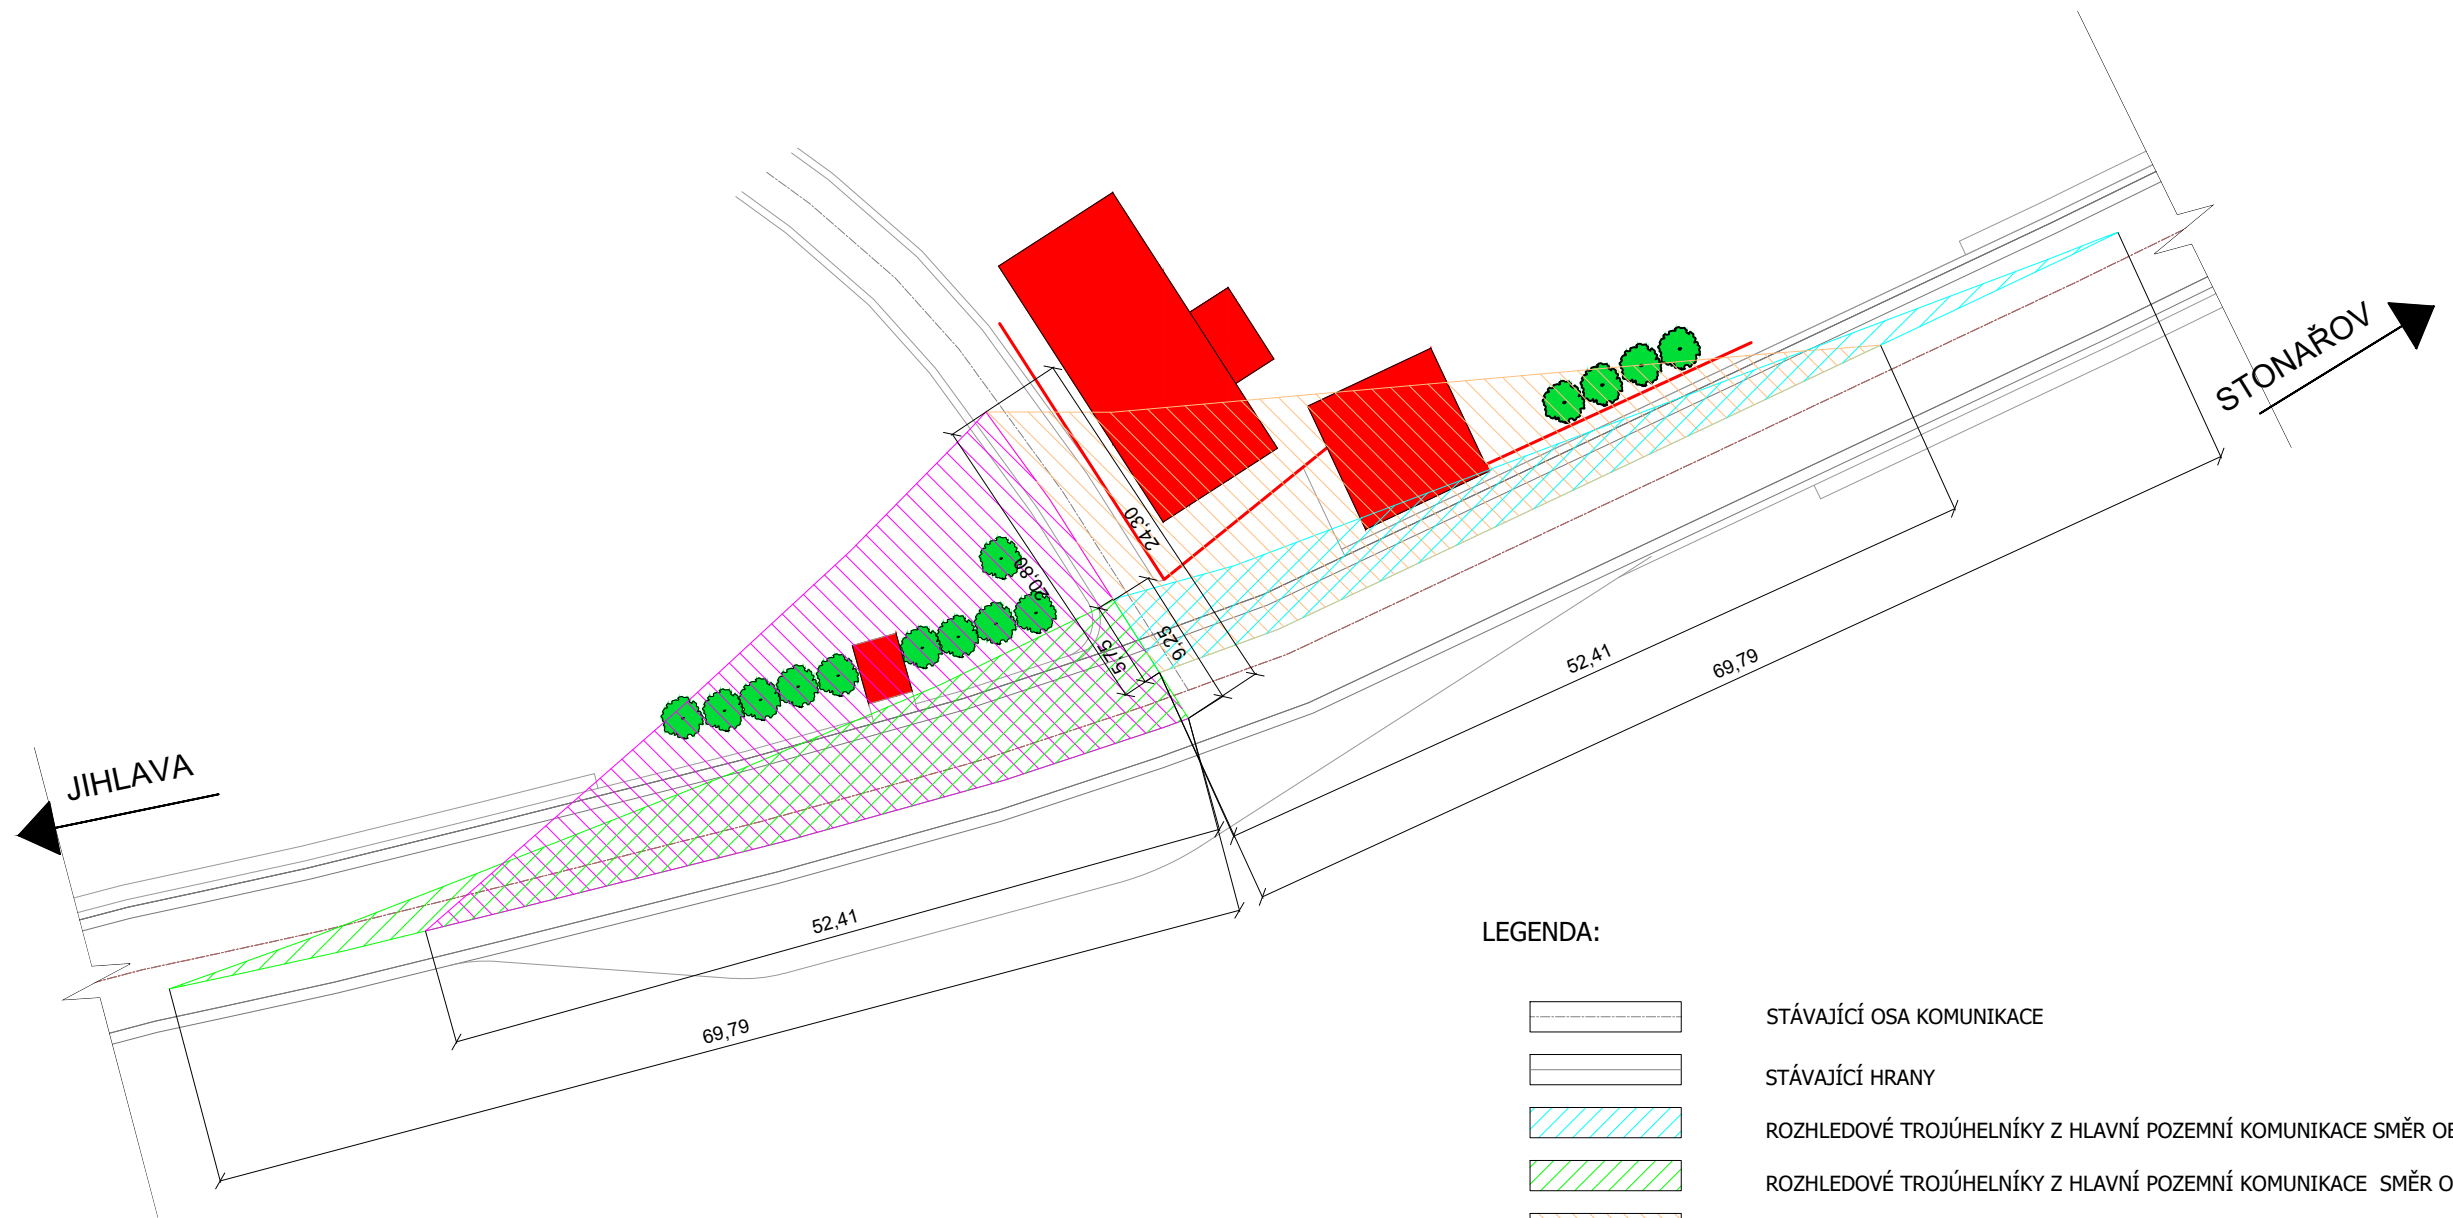 STONAŘOV
24,30
20,80
9,25
5,75
52,41
69,79
JIHLAVA
52,41
69,79
LEGENDA:
STÁVAJÍCÍ OSA KOMUNIKACE
STÁVAJÍCÍ HRANY
ROZHLEDOVÉ TROJÚHELNÍKY Z HLAVNÍ POZEMNÍ KOMUNIKACE SMĚR
ROZHLEDOVÉ TROJÚHELNÍKY Z HLAVNÍ POZEMNÍ KOMUNIKACE SMĚR